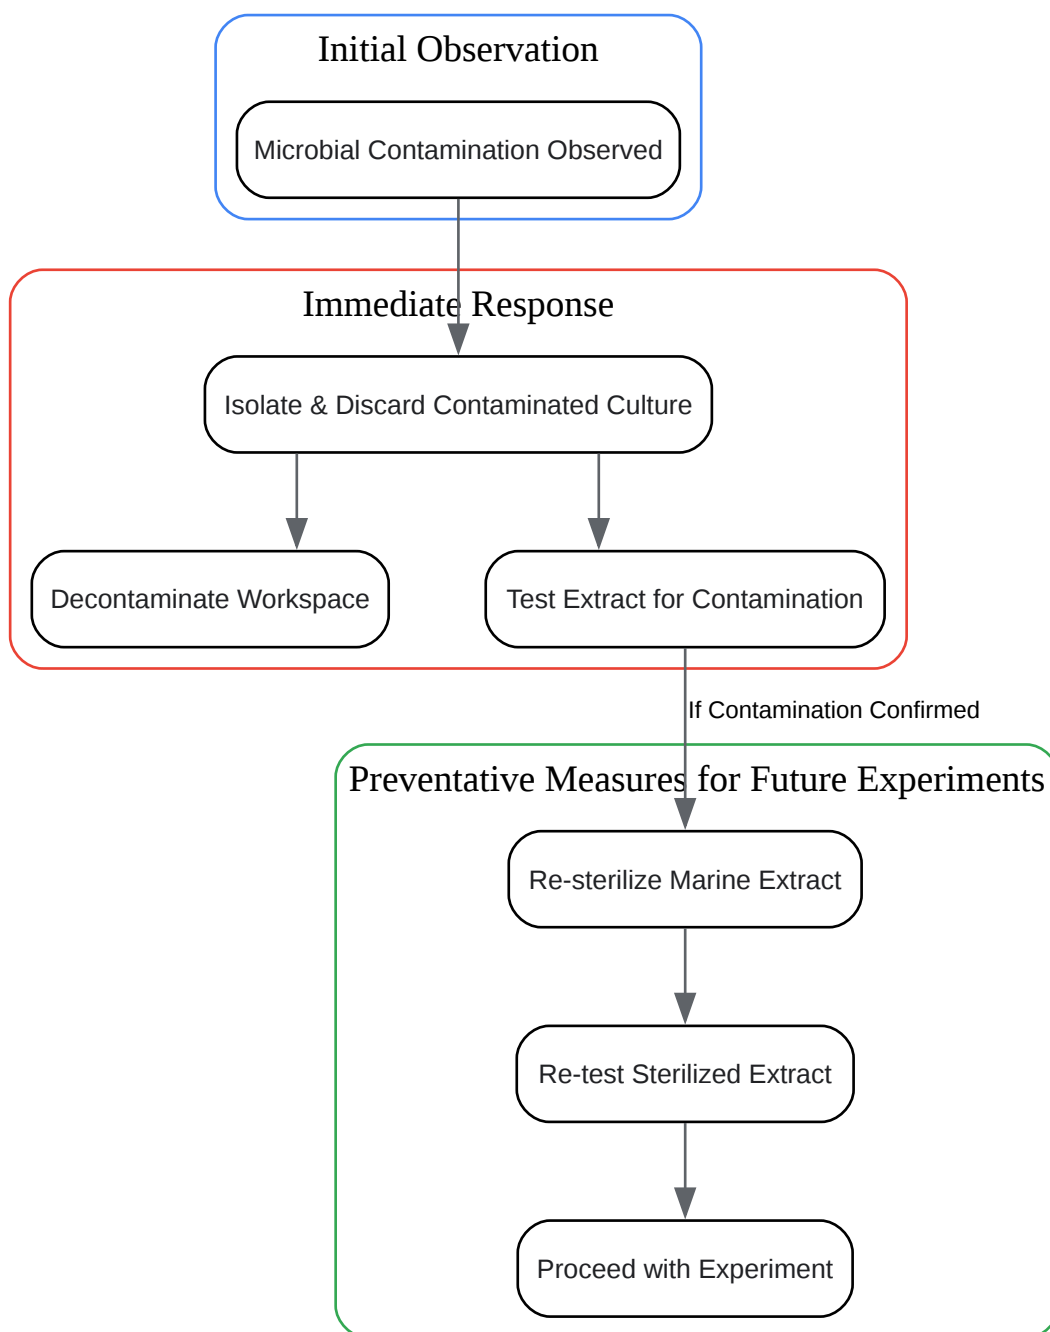 Initial Observation
Microbial Contamination Observed
Immediate Response
Isolate & Discard Contaminated Culture
Decontaminate Workspace
Test Extract for Contamination
If Contamination Confirmed
Preventative Measures for Future Experiments
Re-sterilize Marine Extract
Re-test Sterilized Extract
Proceed with Experiment